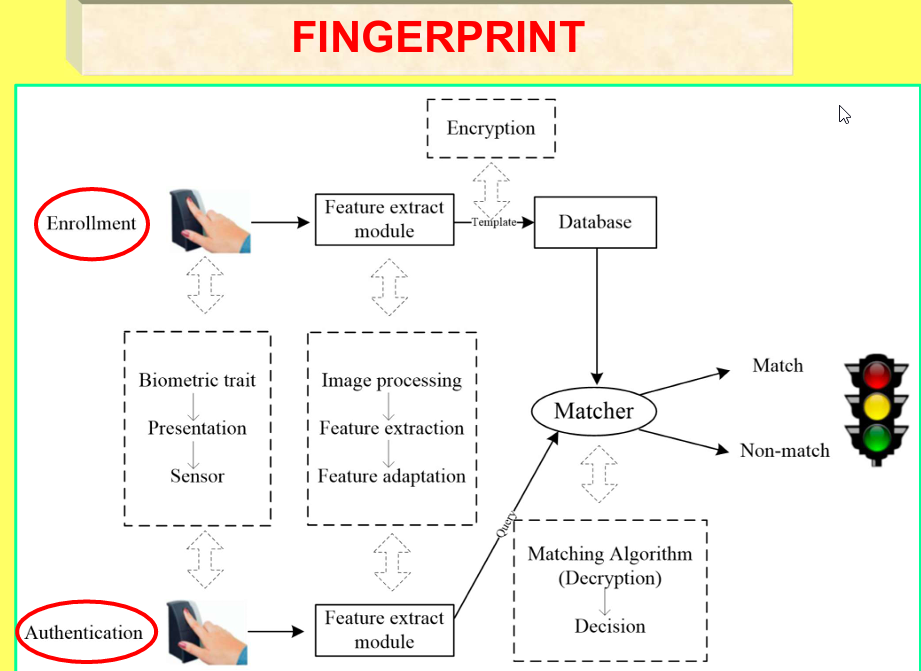 FINGERPRINT
Encryption
Enrollment
Feature extract
module
Template
Database
Biometric trait
Presentation
Sensor
Image processing
Feature extraction
Feature adaptation
Matcher
Match
Non-match
Query
Matching Algorithm
(Decryption)
Decision
Authentication
Feature extract
module